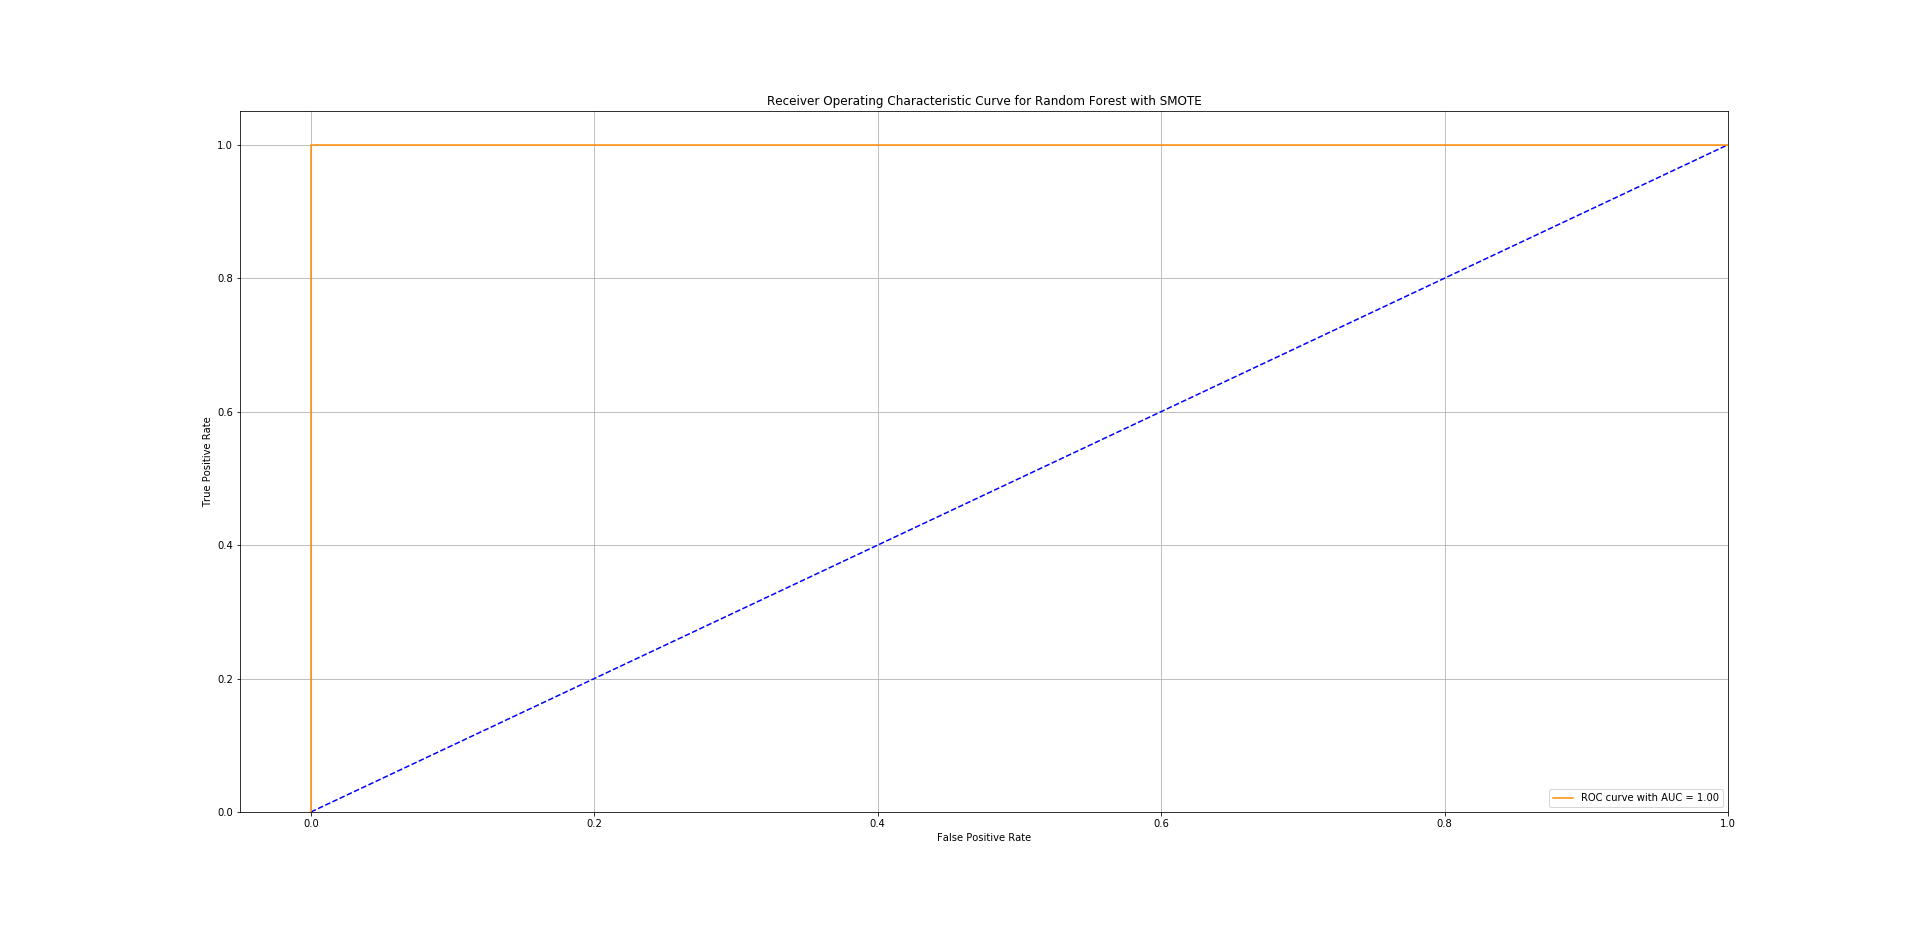 Receiver Operating Characteristic Curve for Random Forest with SMOTE
1.0
0.8
0.6
0.4
0.2
0.0
True Positive Rate
0.0 0.2 0.4 0.6 0.8 1.0
False Positive Rate
ROC curve with AUC = 1.00